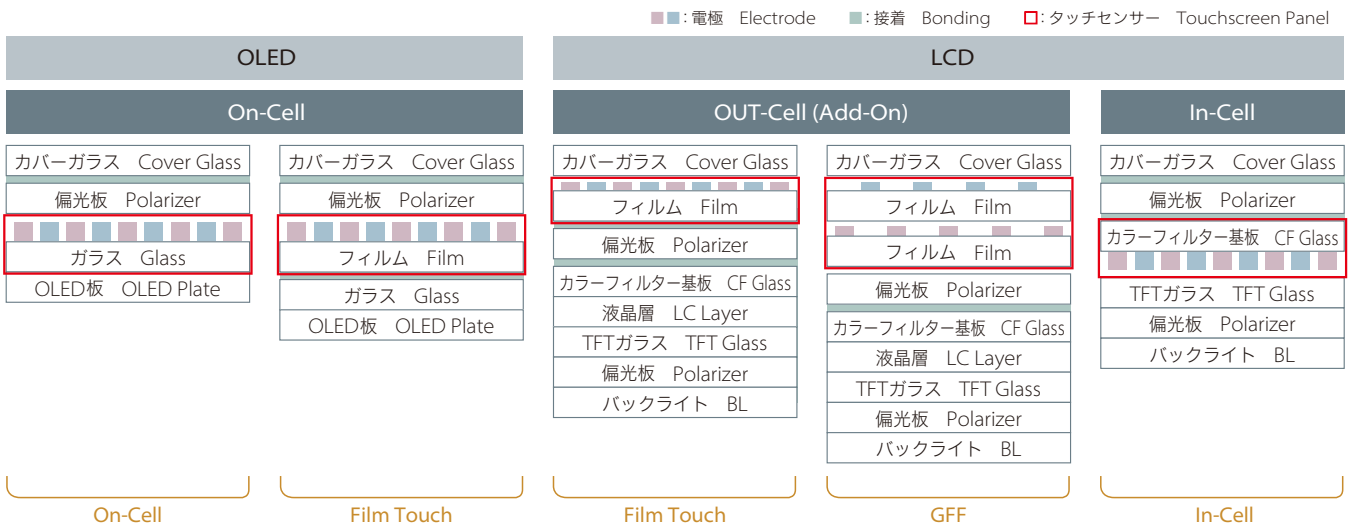 ■■：電極 Electrode ■：接着 Bonding □：タッチセンサー Touchscreen Panel
OLED
LCD
On-Cell
OUT-Cell (Add-On)
In-Cell
カバーガラス Cover Glass
偏光板 Polarizer
ガラス Glass
OLED板 OLED Plate
On-Cell
カバーガラス Cover Glass
偏光板 Polarizer
フィルム Film
ガラス Glass
OLED板 OLED Plate
Film Touch
カバーガラス Cover Glass
フィルム Film
偏光板 Polarizer
カラーフィルター基板 CF Glass
液晶層 LC Layer
TFTガラス TFT Glass
偏光板 Polarizer
バックライト BL
Film Touch
カバーガラス Cover Glass
フィルム Film
フィルム Film
偏光板 Polarizer
カラーフィルター基板 CF Glass
液晶層 LC Layer
TFTガラス TFT Glass
偏光板 Polarizer
バックライト BL
GFF
カバーガラス Cover Glass
偏光板 Polarizer
カラーフィルター基板 CF Glass
TFTガラス TFT Glass
偏光板 Polarizer
バックライト BL
In-Cell